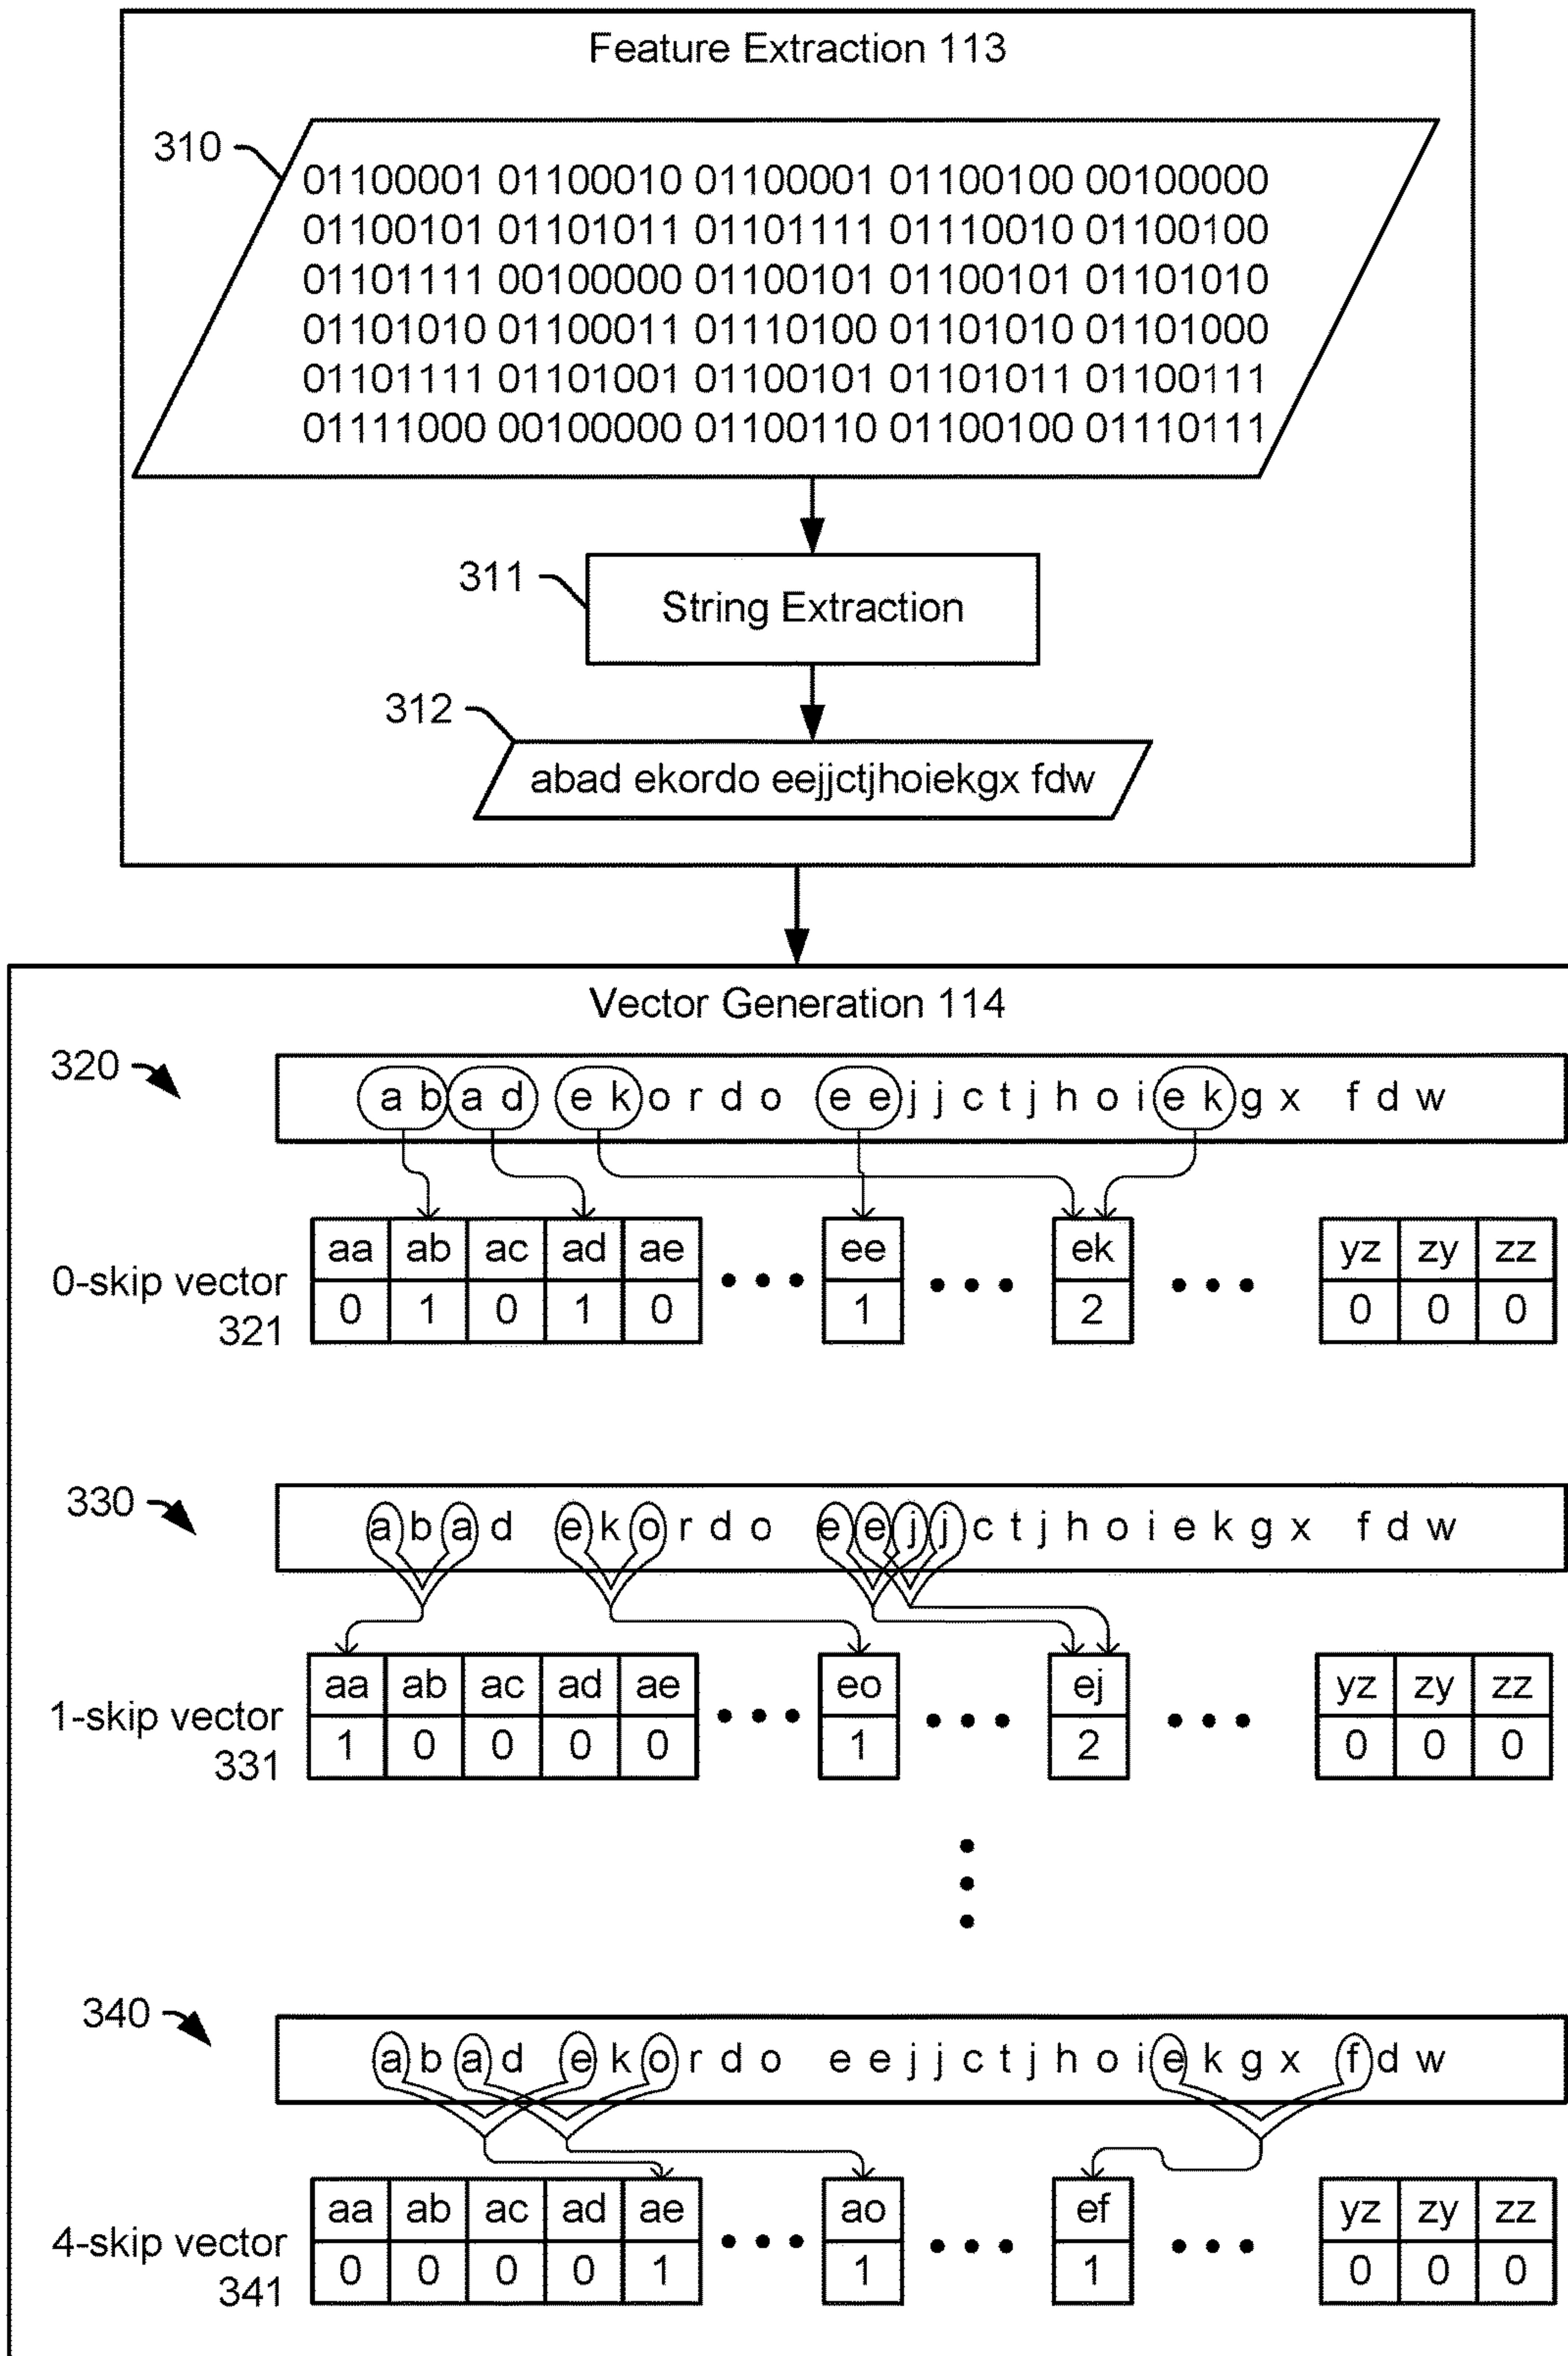 Feature Extraction 113
310
01100001 01100010 01100001 01100100 00100000
01100101 01101011 01101111 01110010 01100100
01101111 00100000 01100101 01100101 01101010
01101010 01100011 01110100 01101010 01101000
01101111 01101001 01100101 01101011 01100111
01111000 00100000 01100110 01100100 01110111
311
String Extraction
312
abad ekordo eejjctjhoiekgx fdw
Vector Generation 114
320
a b a d e k o r d o e e j j c t j h o i e k g x f d w
aa ab ac ad ae ee ek yz zy zz
0-skip vector
321
0 1 0 1 0 1 2 0 0 0
330
a b a d e k o r d o e e j j c t j h o i e k g x f d w
aa ab ac ad ae eo ej yz zy zz
1-skip vector
331
1 0 0 0 0 1 2 0 0 0
340
a b a d e k o r d o e e j j c t j h o i e k g x f d w
aa ab ac ad ae ao ef yz zy zz
4-skip vector
341
0 0 0 0 1 1 1 0 0 0